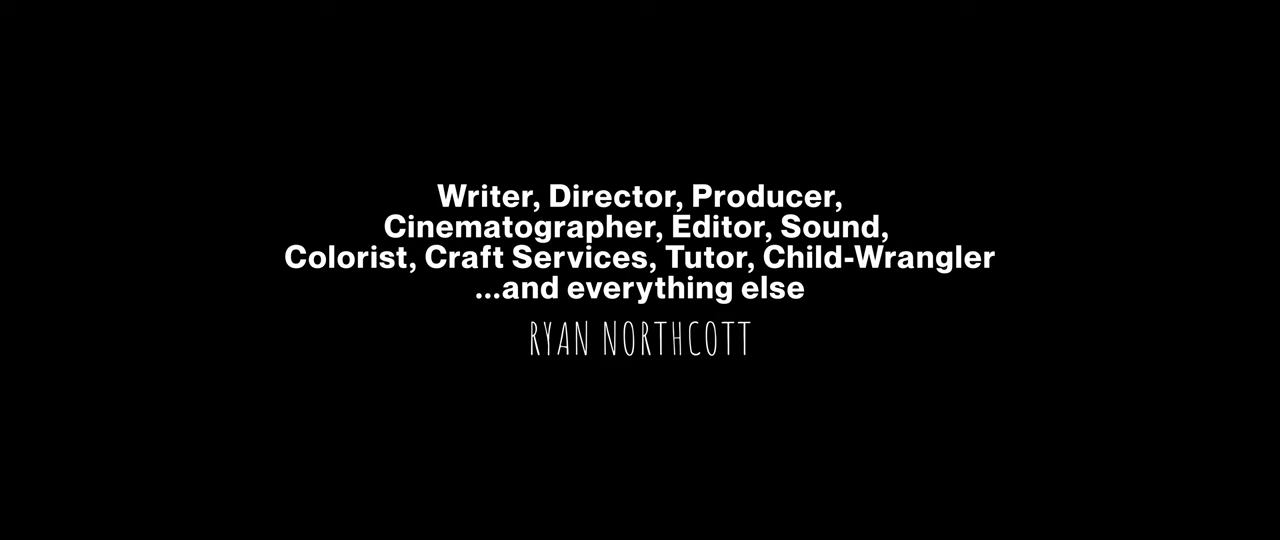 Writer, Director, Producer,
Cinematographer, Editor, Sound,
Colorist, Craft Services, Tutor, Child-Wrangler
...and everything else
RYAN NORTHCOTT